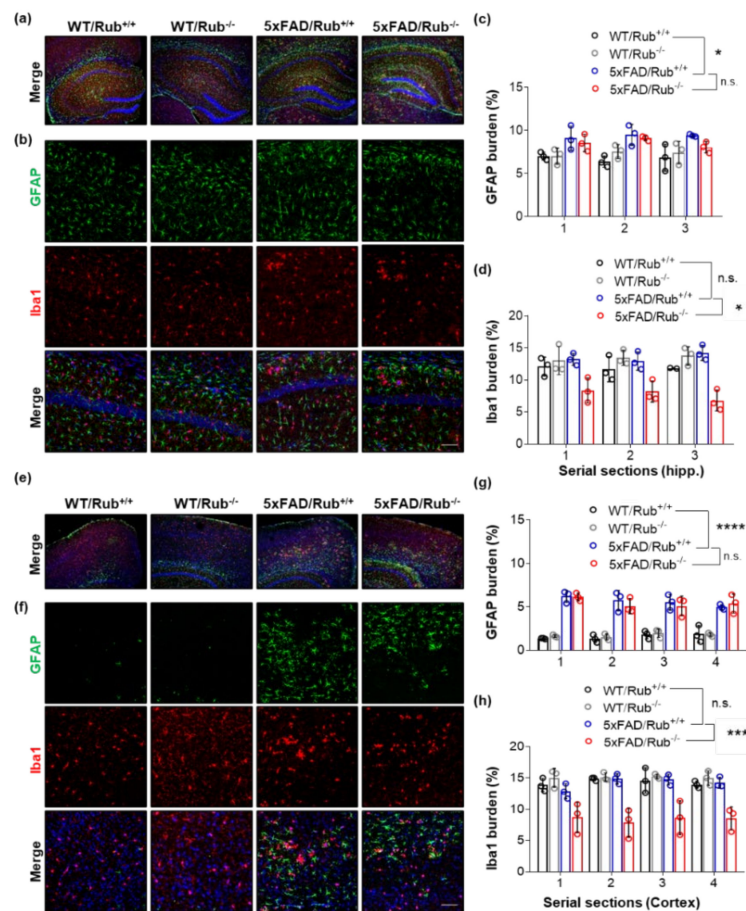 (a)
WT/Rub+/+ WT/Rub-/- 5xFAD/Rub+/+ 5xFAD/Rub-/-
Merge
(b)
GFAP
Iba1
Merge
(c)
WT/Rub+/+
WT/Rub-/-
5xFAD/Rub+/+
5xFAD/Rub-/-
*
n.s.
GFAP burden (%)
15
10
5
0
1 2 3
(d)
WT/Rub+/+
WT/Rub-/-
5xFAD/Rub+/+
5xFAD/Rub-/-
n.s.
*
Iba1 burden (%)
20
15
10
5
0
1 2 3
Serial sections (hipp.)
(e)
WT/Rub+/+ WT/Rub-/- 5xFAD/Rub+/+ 5xFAD/Rub-/-
Merge
(f)
GFAP
Iba1
Merge
(g)
WT/Rub+/+
WT/Rub-/-
5xFAD/Rub+/+
5xFAD/Rub-/-
****
n.s.
GFAP burden (%)
15
10
5
0
1 2 3 4
(h)
WT/Rub+/+
WT/Rub-/-
5xFAD/Rub+/+
5xFAD/Rub-/-
n.s.
***
Iba1 burden (%)
20
15
10
5
0
1 2 3 4
Serial sections (Cortex)